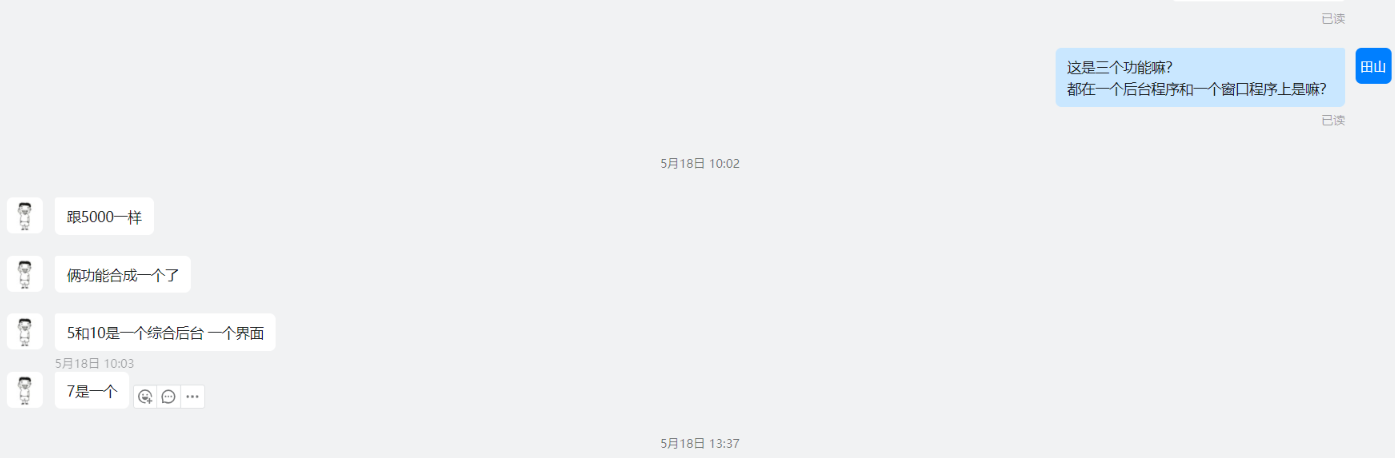 已读
这是三个功能嘛?
都在一个后台程序和一个窗口程序上是嘛?
田山
已读
5月18日 10:02
跟5000一样
俩功能合成一个了
5和10是一个综合后台 一个界面
5月18日 10:03
7是一个
5月18日 13:37